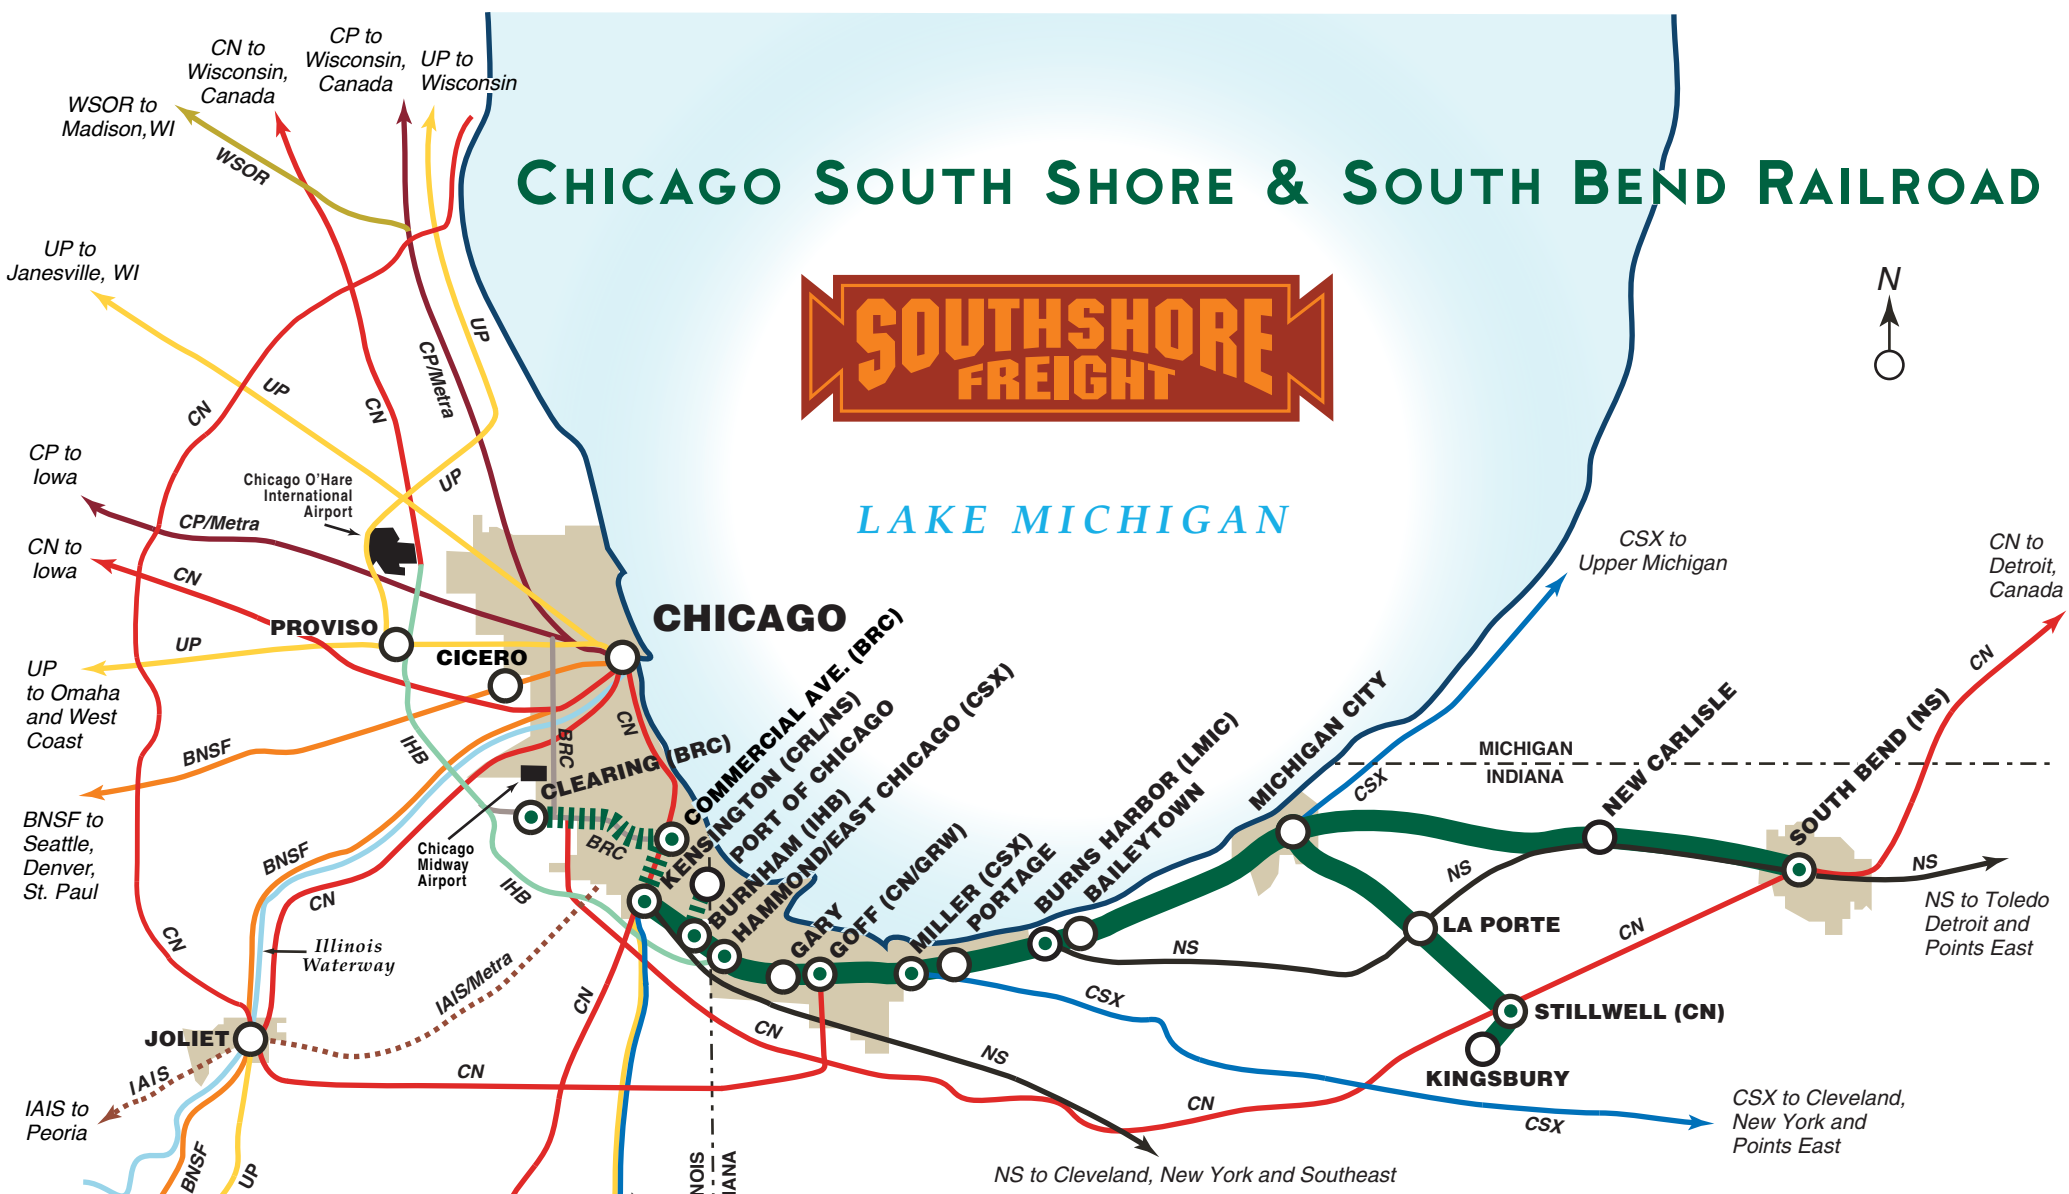 CN to
Wisconsin,
Canada
CP to
Wisconsin,
Canada
UP to
Wisconsin
WSOR to
Madison, WI
WSOR
CHICAGO SOUTH SHORE & SOUTH BEND RAILROAD
UP to
Janesville, WI
N
SOUTHSHORE
FREIGHT
UP
CP/Metra
UP
CN
CN
CP to
Iowa
UP
Chicago O'Hare
International
Airport
LAKE MICHIGAN
CP/Metra
CN to
Iowa
CN
CSX to
Upper Michigan
CN to
Detroit,
Canada
CHICAGO
PROVISO
UP
CICERO
UP
to Omaha
and West
Coast
CN
CN
BNSF
IHB
BRC
CLEARING (BRC)
COMMERCIAL AVE. (BRC)
KENSINGTON (CRL/NS)
PORT OF CHICAGO
BURNHAM (IHB)
HAMMOND/EAST CHICAGO (CSX)
GARY
GOFF (CN/GRW)
MILLER (CSX)
PORTAGE
BURNS HARBOR (LMIC)
BAILEYTOWN
MICHIGAN CITY
MICHIGAN
INDIANA
CSX
NEW CARLISLE
SOUTH BEND (NS)
BNSF to
Seattle,
Denver,
St. Paul
BNSF
Chicago
Midway
Airport
BRC
IHB
CN
NS
NS
NS to Toledo
Detroit and
Points East
LA PORTE
CN
CN
Illinois
Waterway
IAIS/Metra
CN
NS
CSX
CN
STILLWELL (CN)
JOLIET
NS
KINGSBURY
IAIS
CN
CN
CSX
CSX to Cleveland,
New York and
Points East
IAIS to
Peoria
BNSF
UP
NOIS
IANA
NS to Cleveland, New York and Southeast